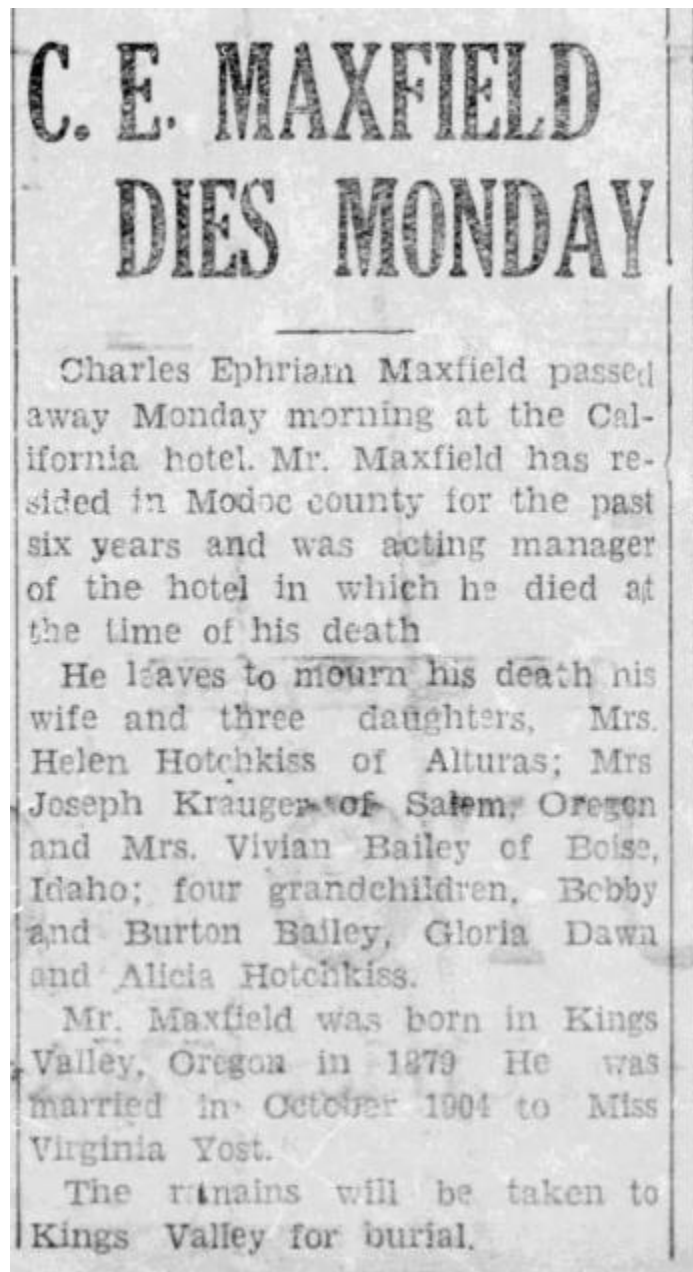 C. E. MAXFIELD
DIES MONDAY
Charles Ephriam Maxfield passed
away Monday morning at the Cal-
ifornia hotel. Mr. Maxfield has re-
sided in Modoc county for the past
six years and was acting manager
of the hotel in which he died at
the time of his death
He leaves to mourn his death his
wife and three daughters, Mrs.
Helen Hotchkiss of Alturas; Mrs
Joseph Krauger of Salem, Oregon
and Mrs. Vivian Bailey of Boise,
Idaho; four grandchildren, Bobby
and Burton Bailey, Gloria Dawn
and Alicia Hotchkiss.
Mr. Maxfield was born in Kings
Valley, Oregon in 1879 He was
married in October 1904 to Miss
Virginia Yost.
The remains will be taken to
Kings Valley for burial.